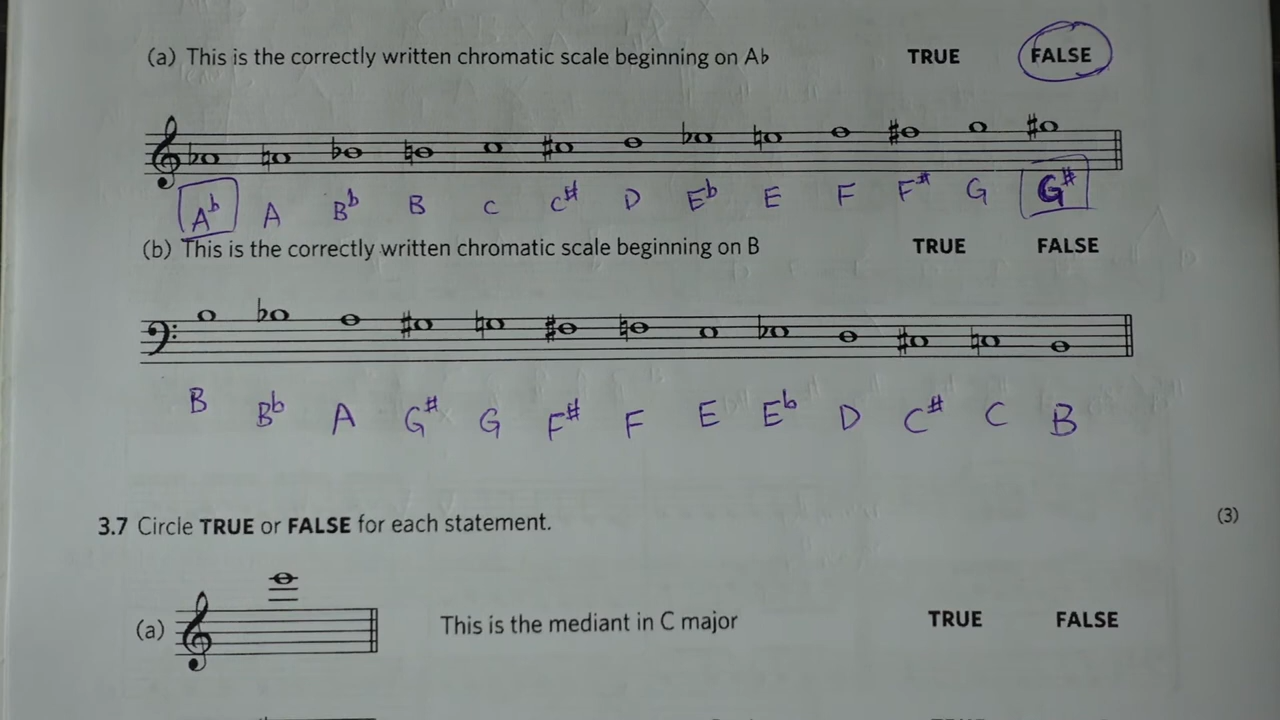 (a) This is the correctly written chromatic scale beginning on A♭ TRUE FALSE
A♭ A B♭ B C C# D E♭ E F F# G G#
(b) This is the correctly written chromatic scale beginning on B TRUE FALSE
B B♭ A G# G F# F E E♭ D C# C B
3.7 Circle TRUE or FALSE for each statement. (3)
(a) This is the mediant in C major TRUE FALSE